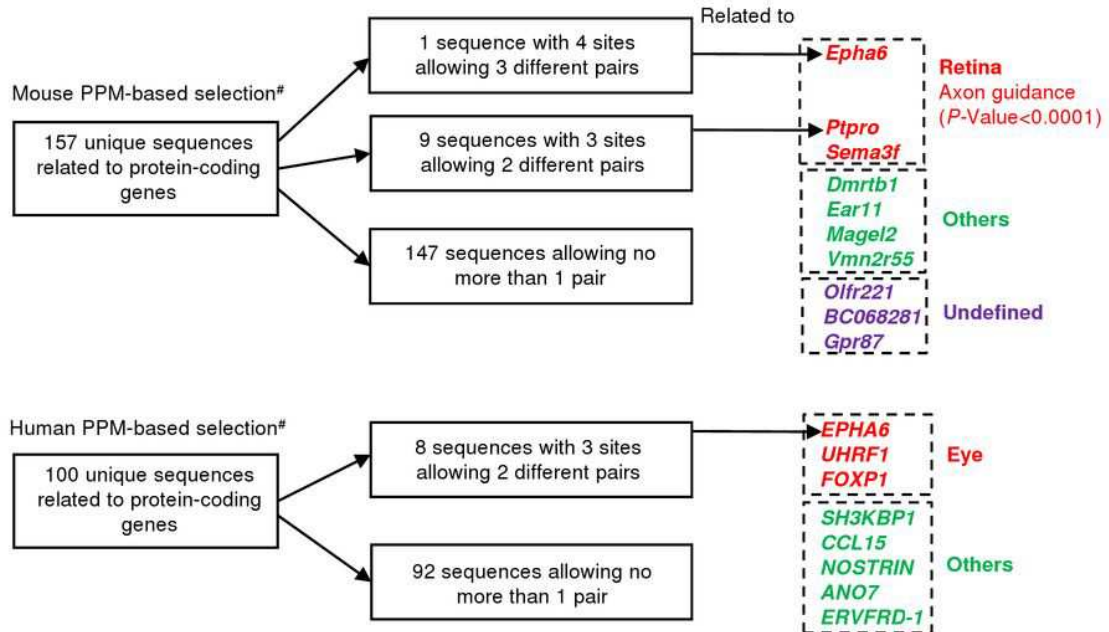 Related to
1 sequence with 4 sites
allowing 3 different pairs
Epha6
Retina
Axon guidance
(P-Value<0.0001)
Mouse PPM-based selection#
157 unique sequences
related to protein-coding
genes
9 sequences with 3 sites
allowing 2 different pairs
Ptpro
Sema3f
Dmrtb1
Ear11
Magel2
Vmn2r55
Others
147 sequences allowing no
more than 1 pair
Olfr221
BC068281
Gpr87
Undefined
Human PPM-based selection#
100 unique sequences
related to protein-coding
genes
8 sequences with 3 sites
allowing 2 different pairs
EPHA6
UHRF1
FOXP1
Eye
92 sequences allowing no
more than 1 pair
SH3KBP1
CCL15
NOSTRIN
ANO7
ERVFRD-1
Others